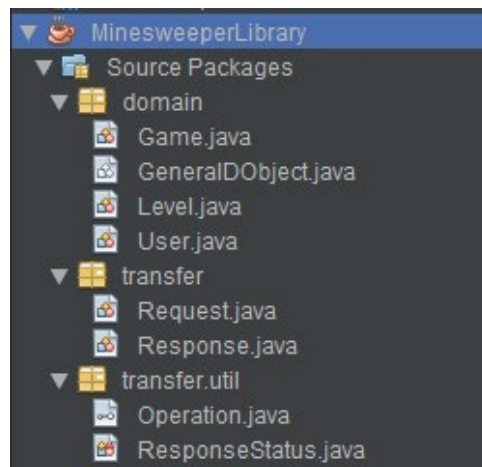 MinesweeperLibrary
Source Packages
domain
Game.java
GeneralDObject.java
Level.java
User.java
transfer
Request.java
Response.java
transfer.util
Operation.java
ResponseStatus.java